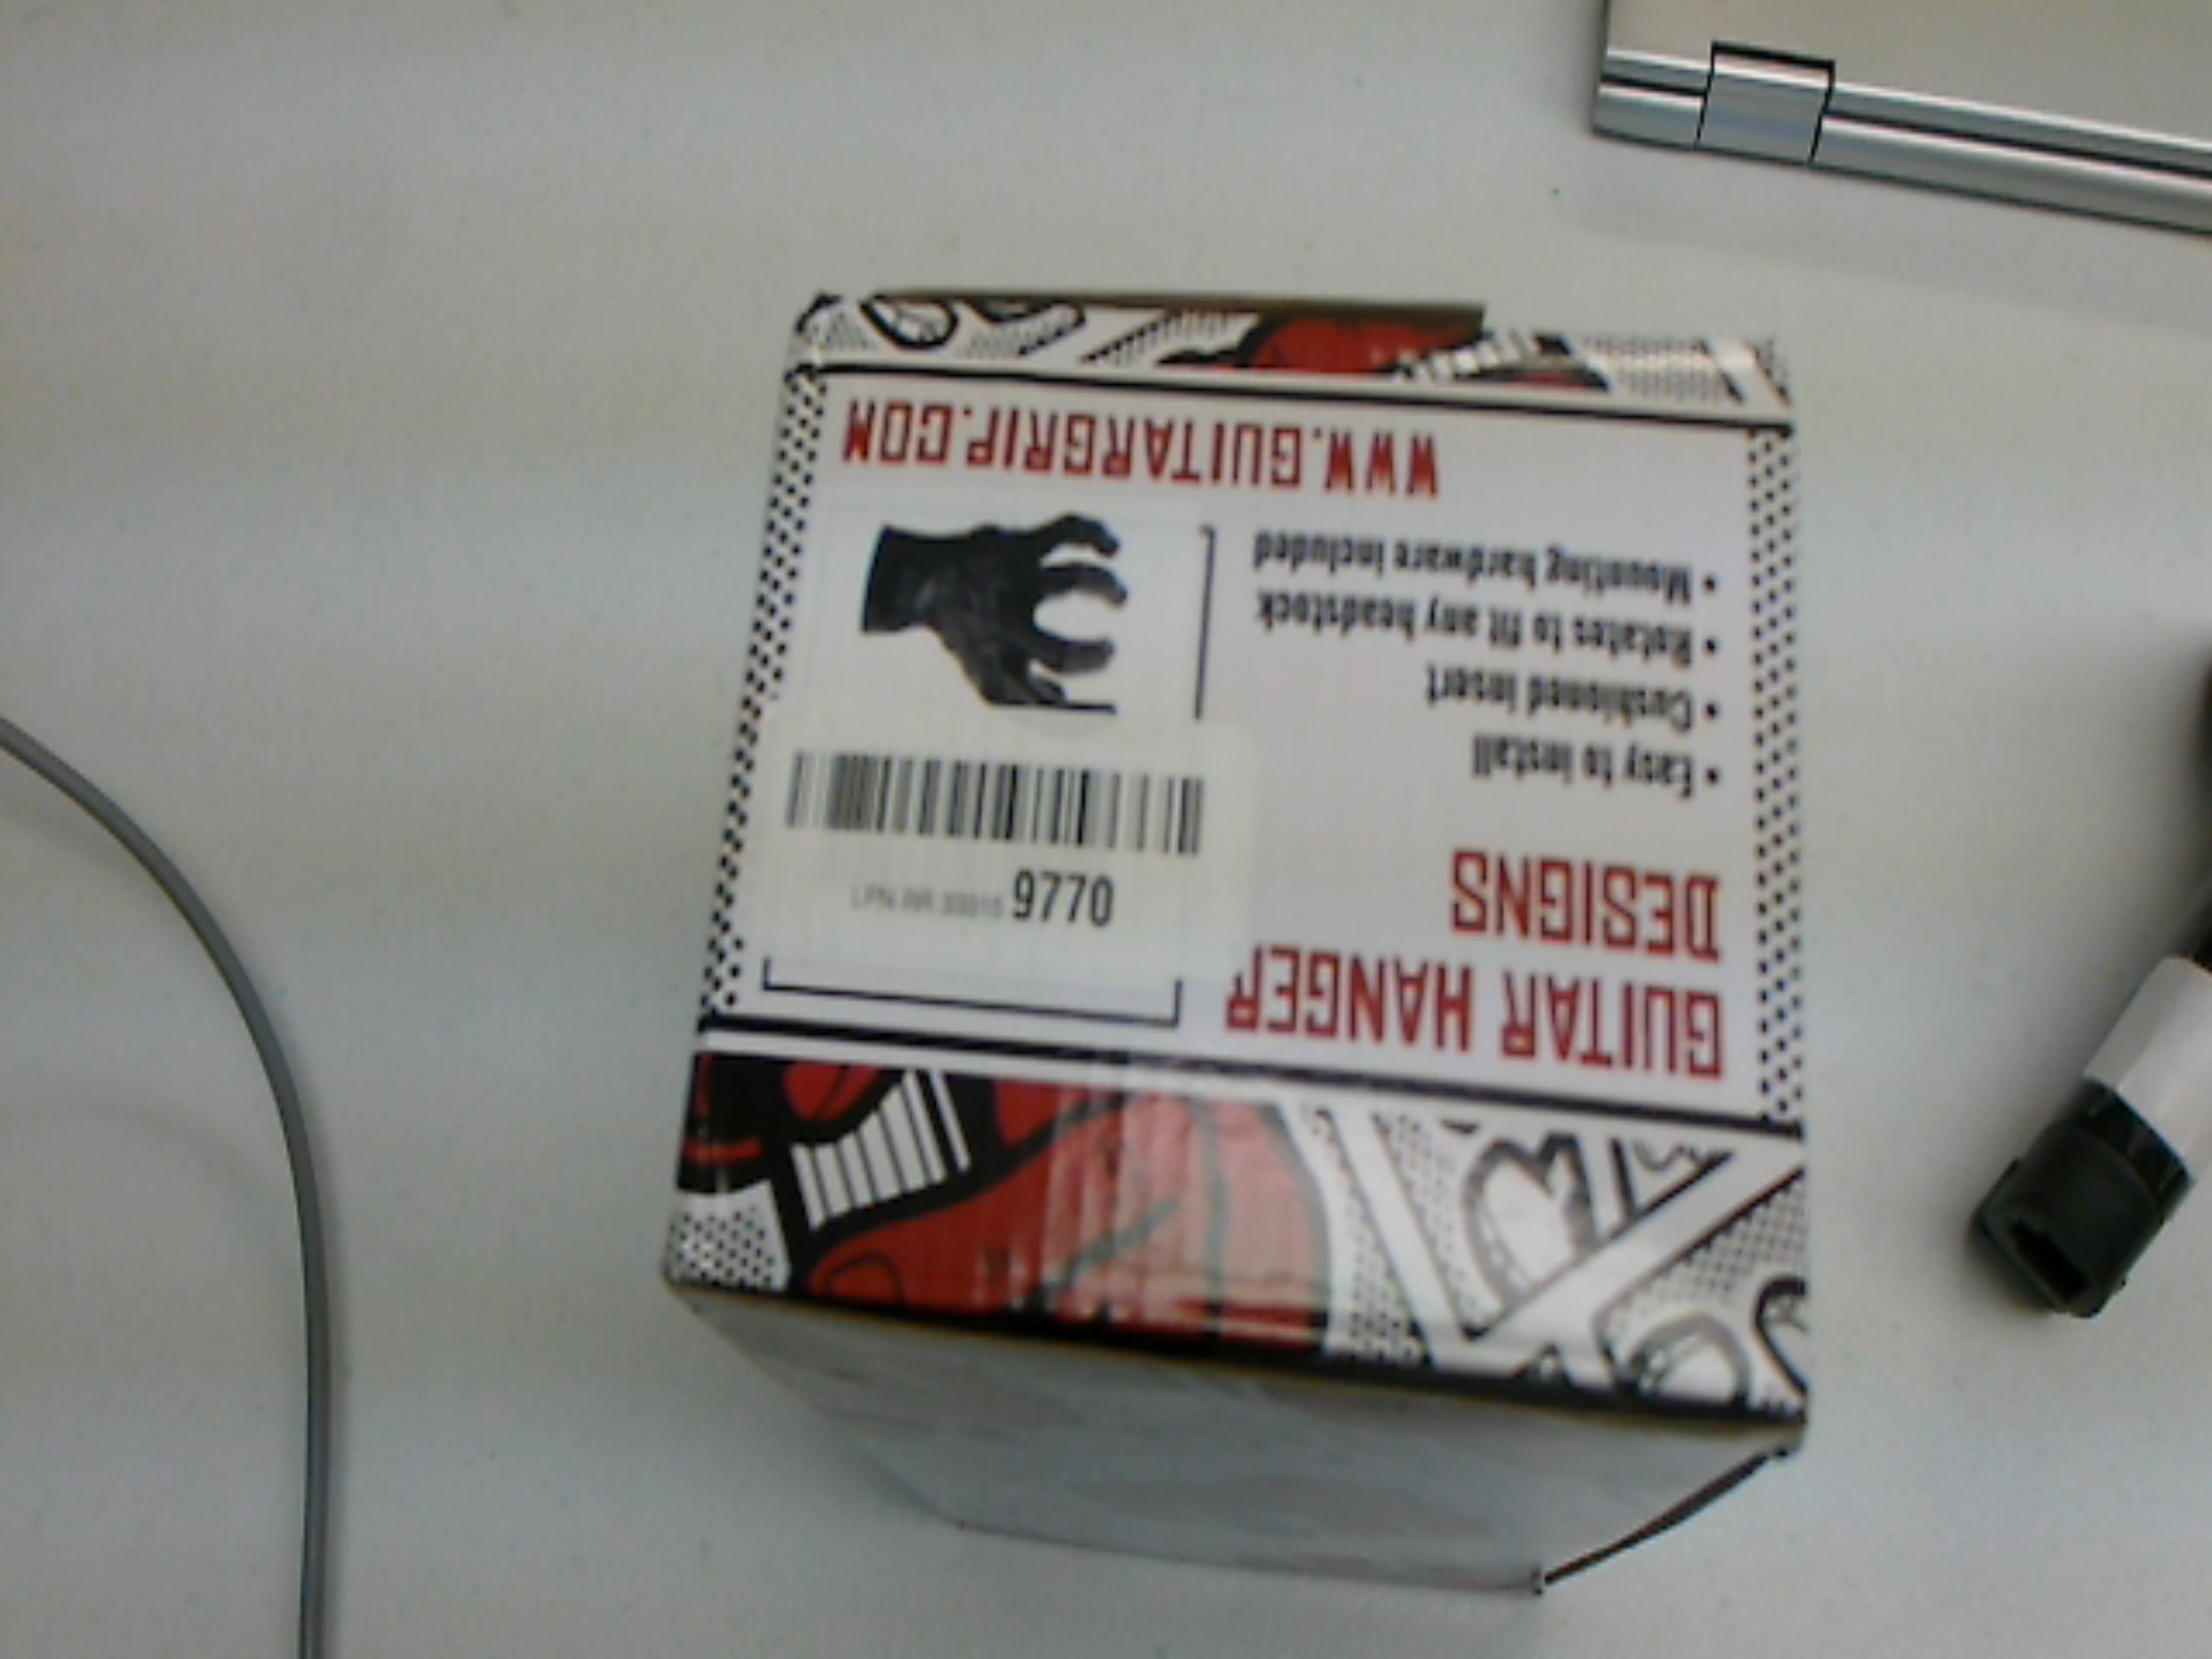 GUITAR HANGER
DESIGNS
• Easy to install
• Cushioned insert
• Rotates to fit any headstock
• Mounting hardware included
WWW.GUITARGRIP.COM
9770